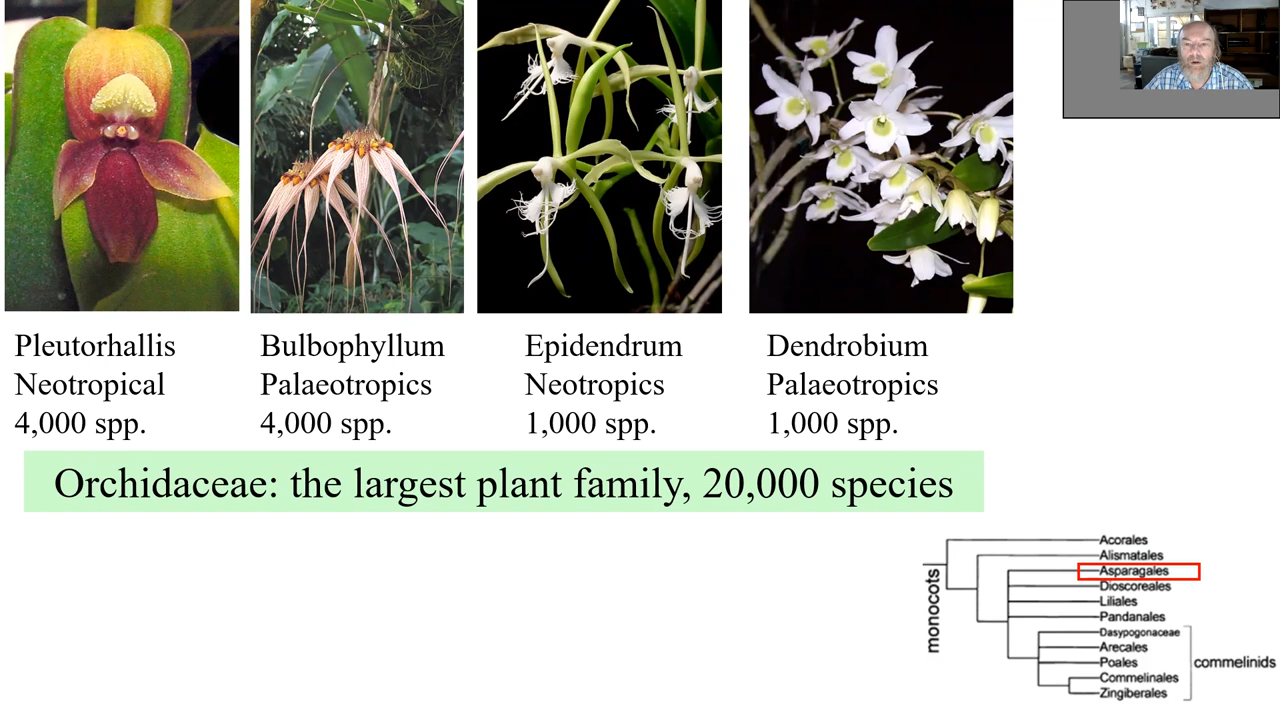 Pleutorhallis
Neotropical
4,000 spp.
Bulbophyllum
Palaeotropics
4,000 spp.
Epidendrum
Neotropics
1,000 spp.
Dendrobium
Palaeotropics
1,000 spp.
Orchidaceae: the largest plant family, 20,000 species
monocots
Acorales
Alismatales
Asparagales
Dioscoreales
Liliales
Pandanales
Dasypogonaceae
Arecales
Poales
Commelinales
Zingiberales
commelinids